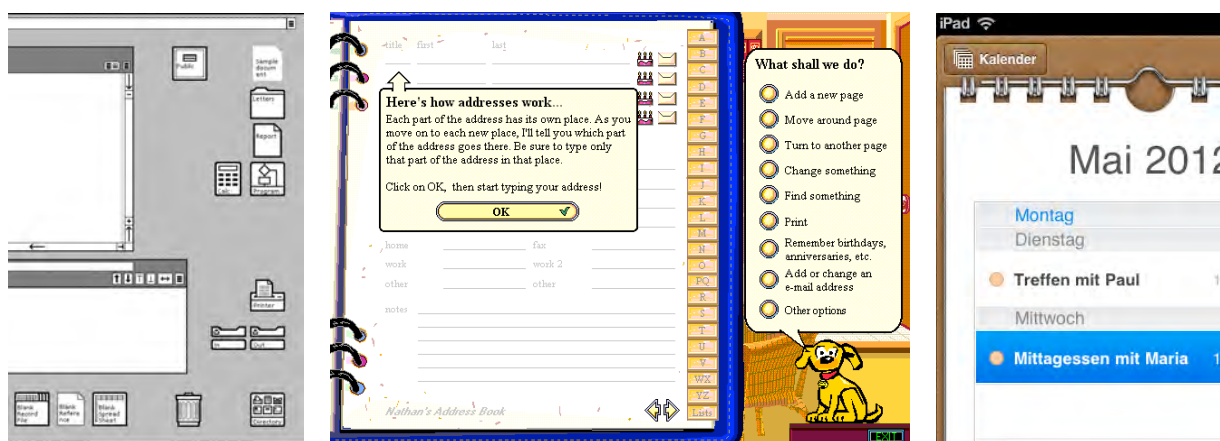 Public
Sample
docum
ent
Letters
Report
Calc
Program
Printer
In
Out
Blank
Record
File
Blank
Refere
nce
Blank
Spread
Sheet
Directory
title first last
Here's how addresses work...
Each part of the address has its own place. As you
move on to each new place, I'll tell you which part
of the address goes there. Be sure to type only
that part of the address in that place.
Click on OK, then start typing your address!
OK
home fax
work work 2
other other
notes
Nathan's Address Book
A
B
C
D
E
F
G
H
I
J
K
L
M
N
O
PQ
R
S
T
U
V
WX
YZ
Lists
What shall we do?
Add a new page
Move around page
Turn to another page
Change something
Find something
Print
Remember birthdays,
anniversaries, etc.
Add or change an
e-mail address
Other options
EXIT
iPad
Kalender
Mai 2012
Montag
Dienstag
Treffen mit Paul 1
Mittwoch
Mittagessen mit Maria 1